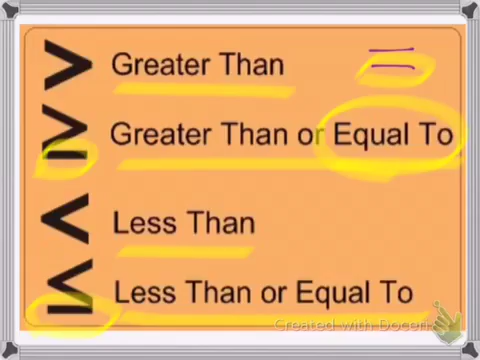 > Greater Than
≥ Greater Than or Equal To
< Less Than
≤ Less Than or Equal To
Created with Doceri